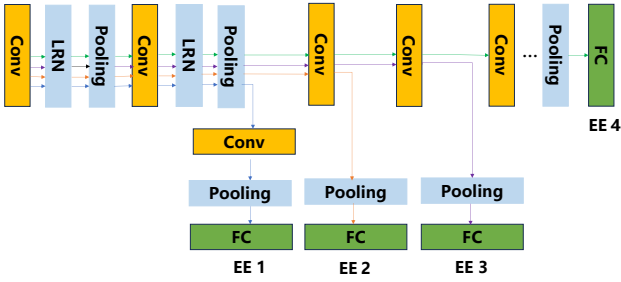 Conv
LRN
Pooling
Conv
LRN
Pooling
Conv
Conv
Conv
...
Pooling
FC
EE 4
Conv
Pooling
Pooling
Pooling
FC
FC
FC
EE 1
EE 2
EE 3